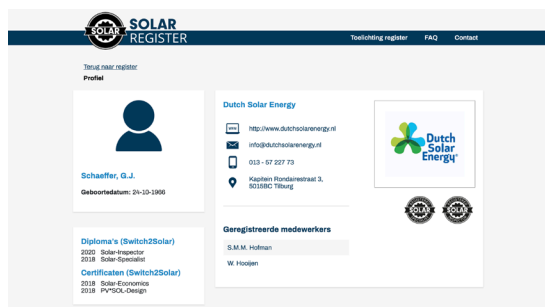 SOLAR
SOLAR
REGISTER
Toelichting register
FAQ
Contact
Terug naar register
Profiel
Schaeffer, G.J.
Geboortedatum: 24-10-1966
Diploma's (Switch2Solar)
2020 Solar-Inspector
2018 Solar-Specialist
Certificaten (Switch2Solar)
2018 Solar-Economics
2018 PV*SOL-Design
Dutch Solar Energy
http://www.dutchsolarenergy.nl
info@dutchsolarenergy.nl
013 - 57 227 73
Kapitein Rondairestraat 3,
5015BC Tilburg
Geregistreerde medewerkers
S.M.M. Hofman
W. Hooijen
Dutch
Solar
Energy
SOLAR
SOLAR